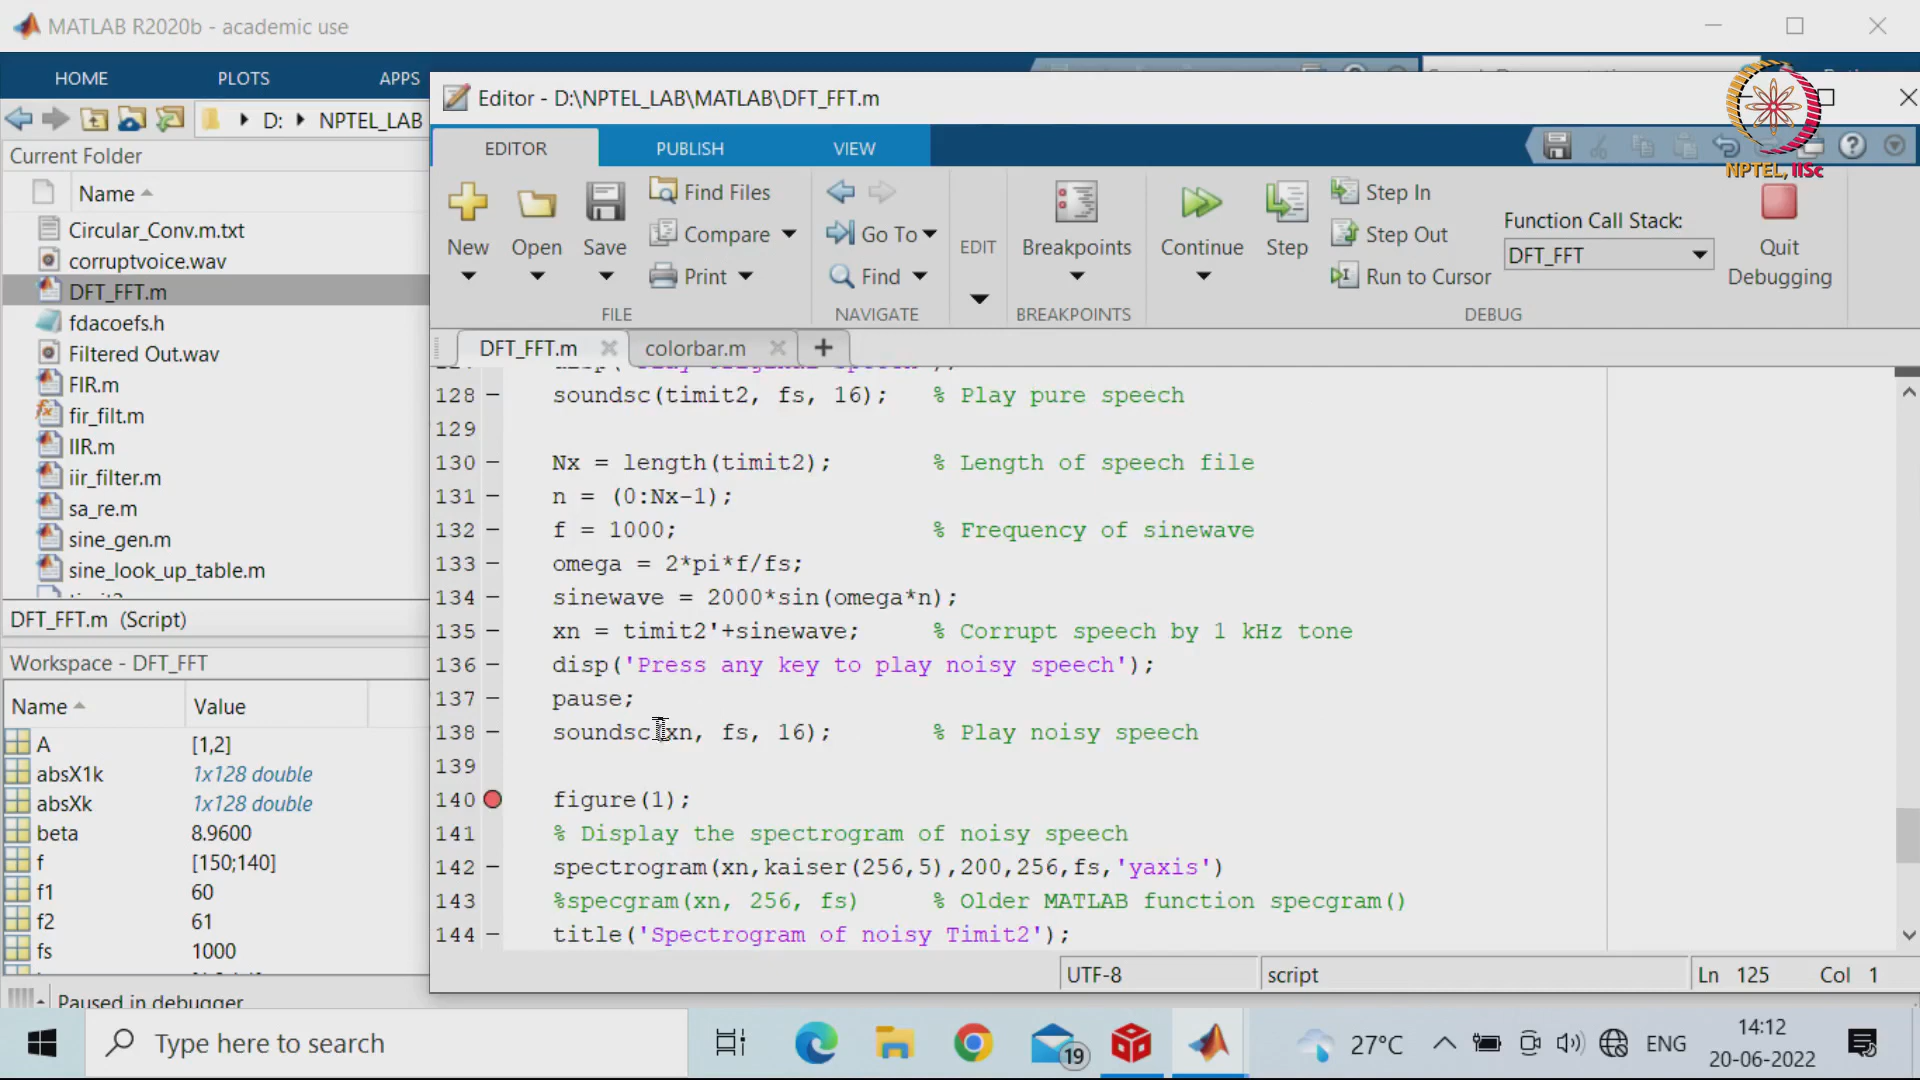 MATLAB R2020b - academic use
HOME
PLOTS
APPS
D:
NPTEL_LAB
Current Folder
Name
Circular_Conv.m.txt
corruptvoice.wav
DFT_FFT.m
fdacoefs.h
Filtered Out.wav
FIR.m
fir_filt.m
IIR.m
iir_filter.m
sa_re.m
sine_gen.m
sine_look_up_table.m
DFT_FFT.m (Script)
Workspace - DFT_FFT
Name Value
A [1,2]
absX1k 1x128 double
absXk 1x128 double
beta 8.9600
f [150;140]
f1 60
f2 61
fs 1000
Paused in debugger
Editor - D:\NPTEL_LAB\MATLAB\DFT_FFT.m
NPTEL, IISc
EDITOR
PUBLISH
VIEW
New
Open
Save
Find Files
Compare
Print
FILE
Go To
Find
NAVIGATE
EDIT
Breakpoints
BREAKPOINTS
Continue
Step
Step In
Step Out
Run to Cursor
Function Call Stack:
DFT_FFT
Quit
Debugging
DEBUG
DFT_FFT.m
colorbar.m
128 soundsc(timit2, fs, 16); % Play pure speech
129
130 Nx = length(timit2); % Length of speech file
131 n = (0:Nx-1);
132 f = 1000; % Frequency of sinewave
133 omega = 2*pi*f/fs;
134 sinewave = 2000*sin(omega*n);
135 xn = timit2'+sinewave; % Corrupt speech by 1 kHz tone
136 disp('Press any key to play noisy speech');
137 pause;
138 soundsc(xn, fs, 16); % Play noisy speech
139
140 figure(1);
141 % Display the spectrogram of noisy speech
142 spectrogram(xn,kaiser(256,5),200,256,fs,'yaxis')
143 %specgram(xn, 256, fs) % Older MATLAB function specgram()
144 title('Spectrogram of noisy Timit2');
UTF-8
script
Ln 125 Col 1
Type here to search
19
27°C
ENG
14:12
20-06-2022